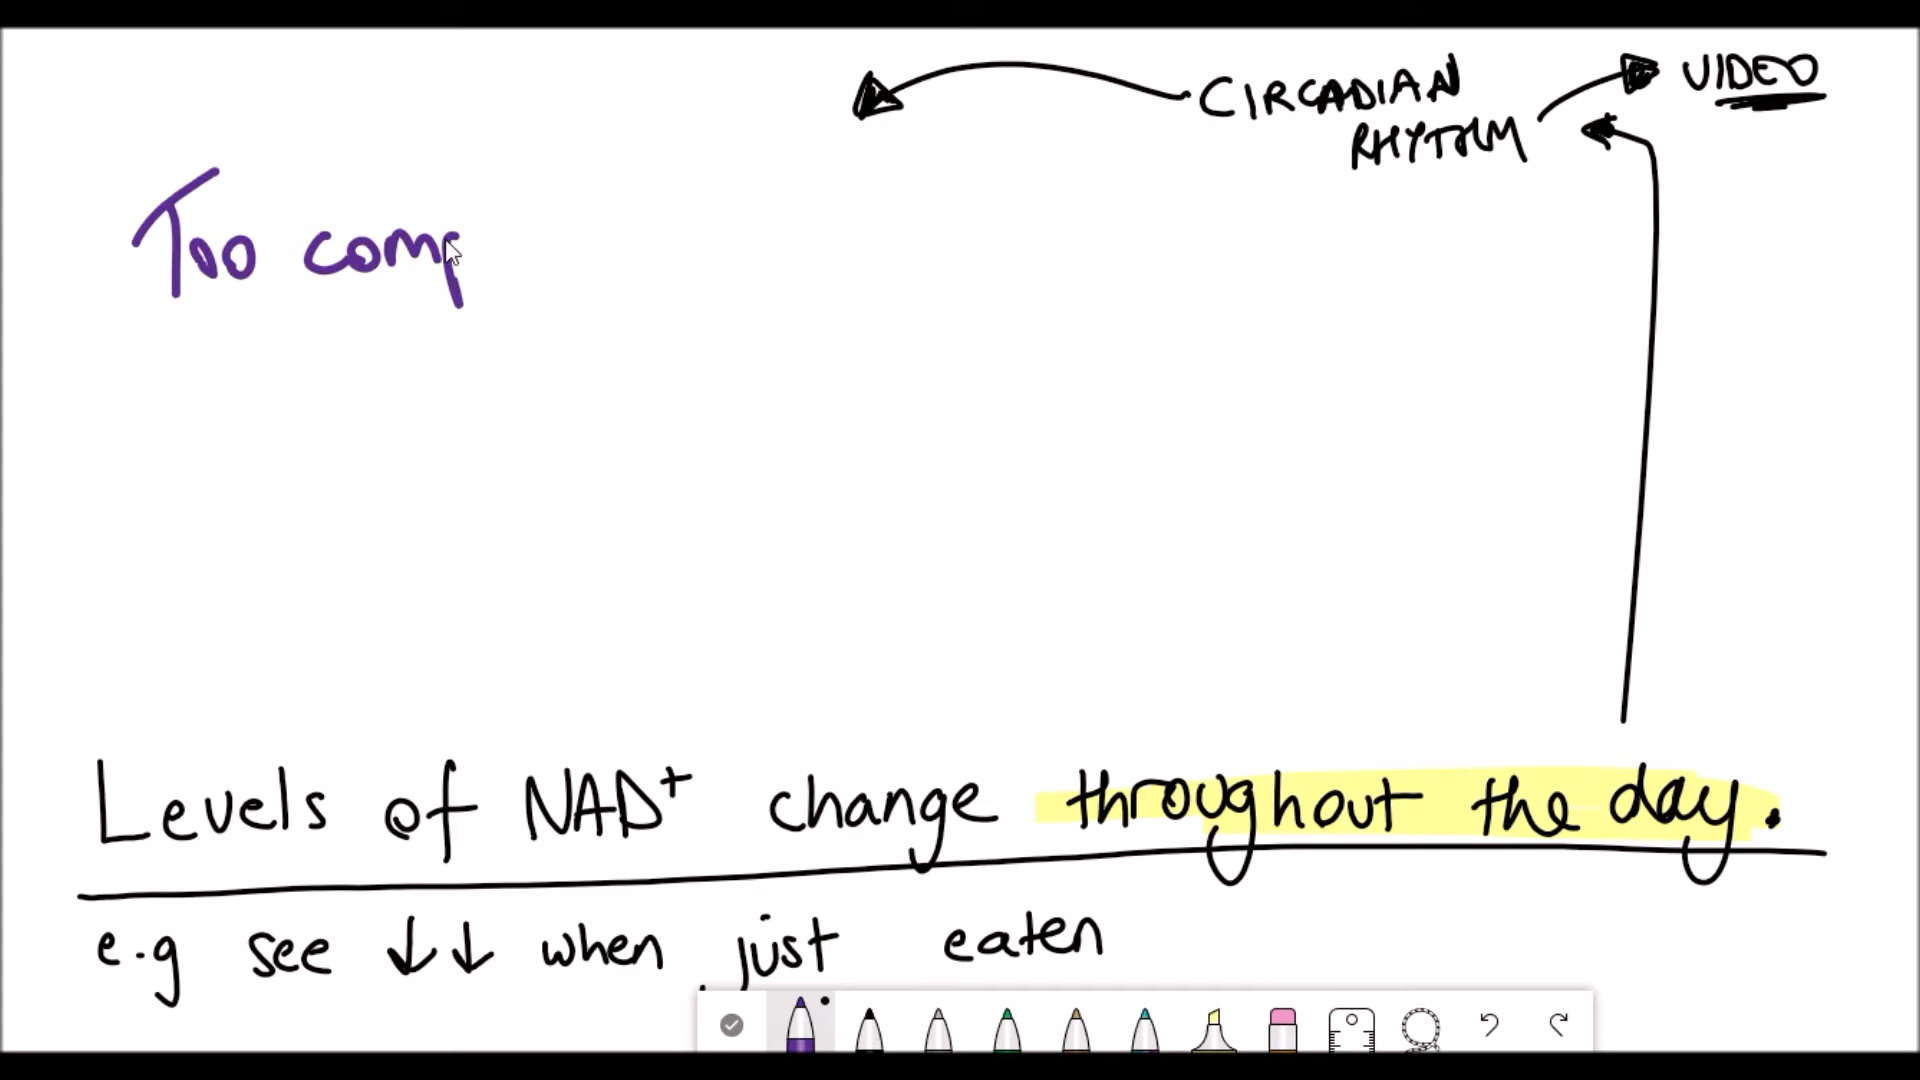 CIRCADIAN
RHYTHM
VIDEO
Too comp
Levels of NAD+ change throughout the day.
e.g see ↓↓ when just eaten